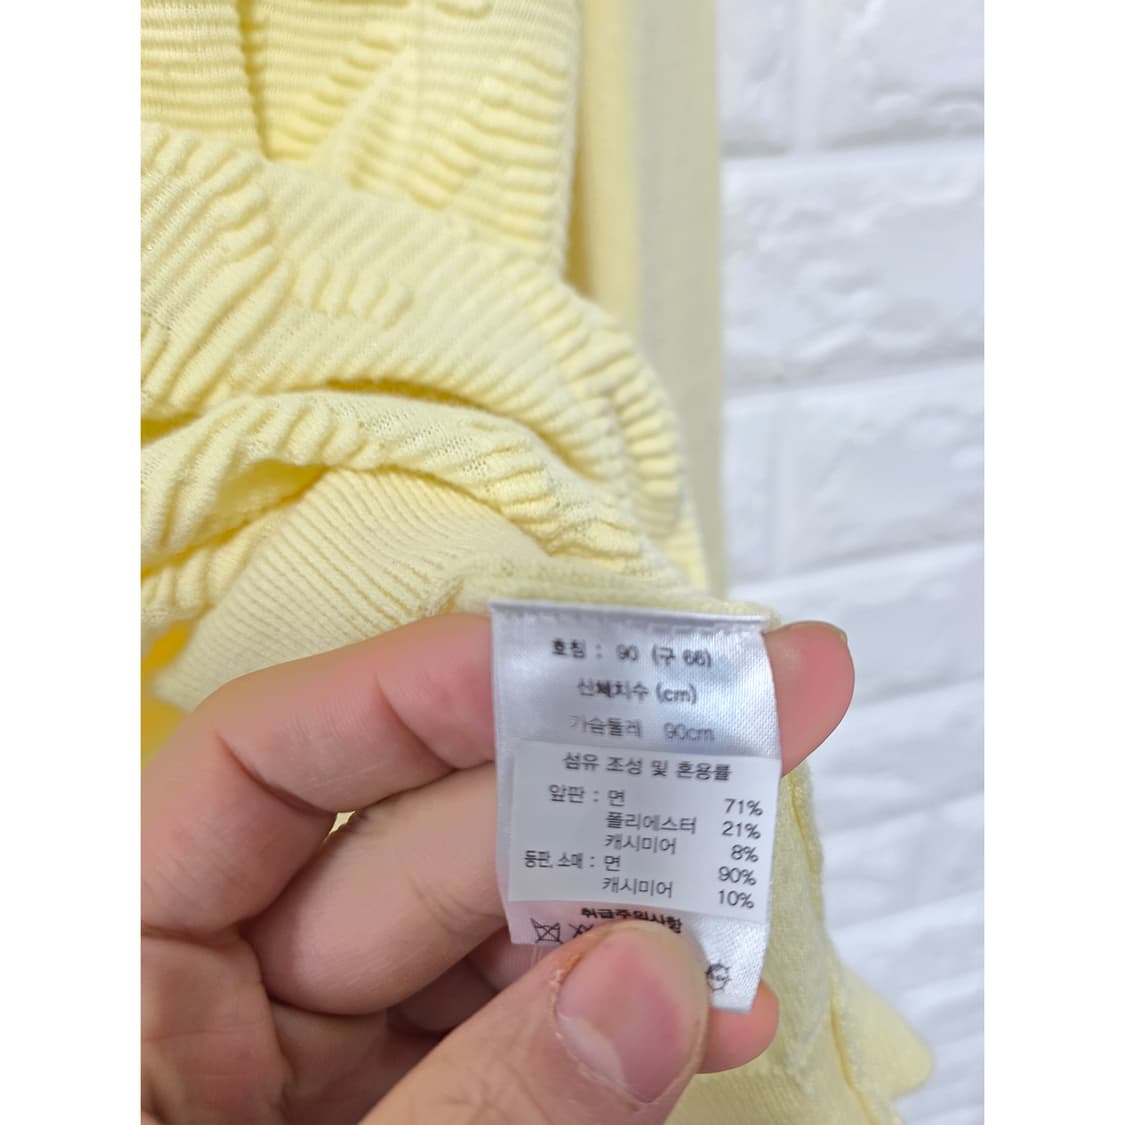 호칭 : 90 (구 66)
신체치수 (cm)
가슴둘레 90cm
섬유 조성 및 혼용률
앞판 : 면 71%
폴리에스터 21%
캐시미어 8%
등판, 소매 : 면 90%
캐시미어 10%
취급주의사항